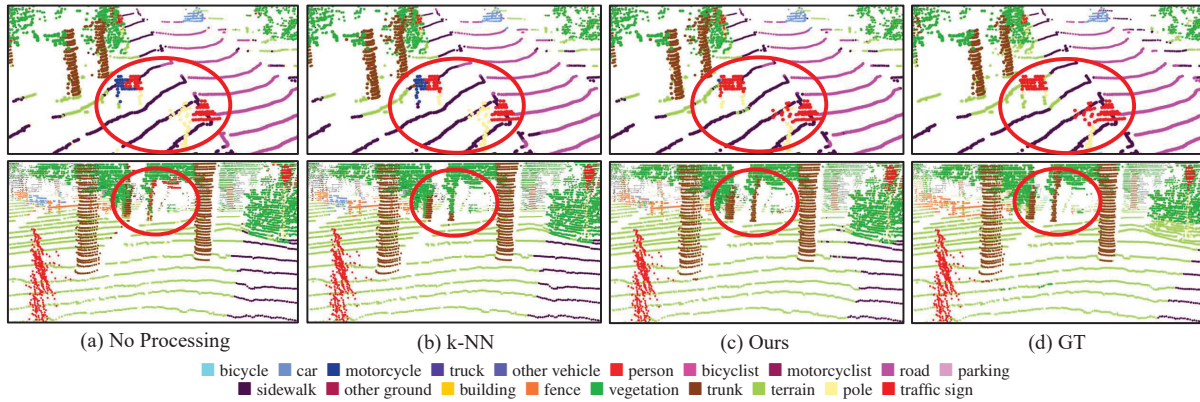 (a) No Processing (b) k-NN (c) Ours (d) GT
bicycle car motorcycle truck other vehicle person bicyclist motorcyclist road parking
sidewalk other ground building fence vegetation trunk terrain pole traffic sign